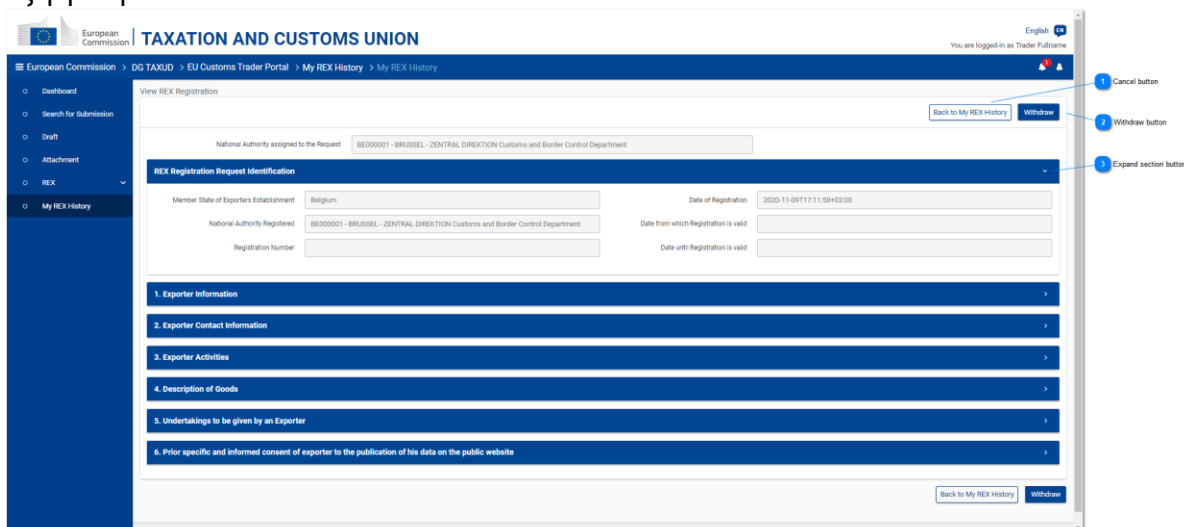 European
Commission
TAXATION AND CUSTOMS UNION
English EN
You are logged-in as Trader Fullname
European Commission > DG TAXUD > EU Customs Trader Portal > My REX History > My REX History
1
Dashboard
Search for Submission
Draft
Attachment
REX
My REX History
View REX Registration
Back to My REX History Withdraw
1 Cancel button
2 Withdraw button
3 Expand section button
National Authority assigned to the Request BE000001 - BRUSSEL - ZENTRAL DIREKTION Customs and Border Control Department
REX Registration Request Identification
Member State of Exporters Establishment Belgium Date of Registration 2020-11-09T17:11:58+02:00
National Authority Registered BE000001 - BRUSSEL - ZENTRAL DIREKTION Customs and Border Control Department Date from which Registration is valid
Registration Number Date until Registration is valid
1. Exporter Information
2. Exporter Contact Information
3. Exporter Activities
4. Description of Goods
5. Undertakings to be given by an Exporter
6. Prior specific and informed consent of exporter to the publication of his data on the public website
Back to My REX History Withdraw